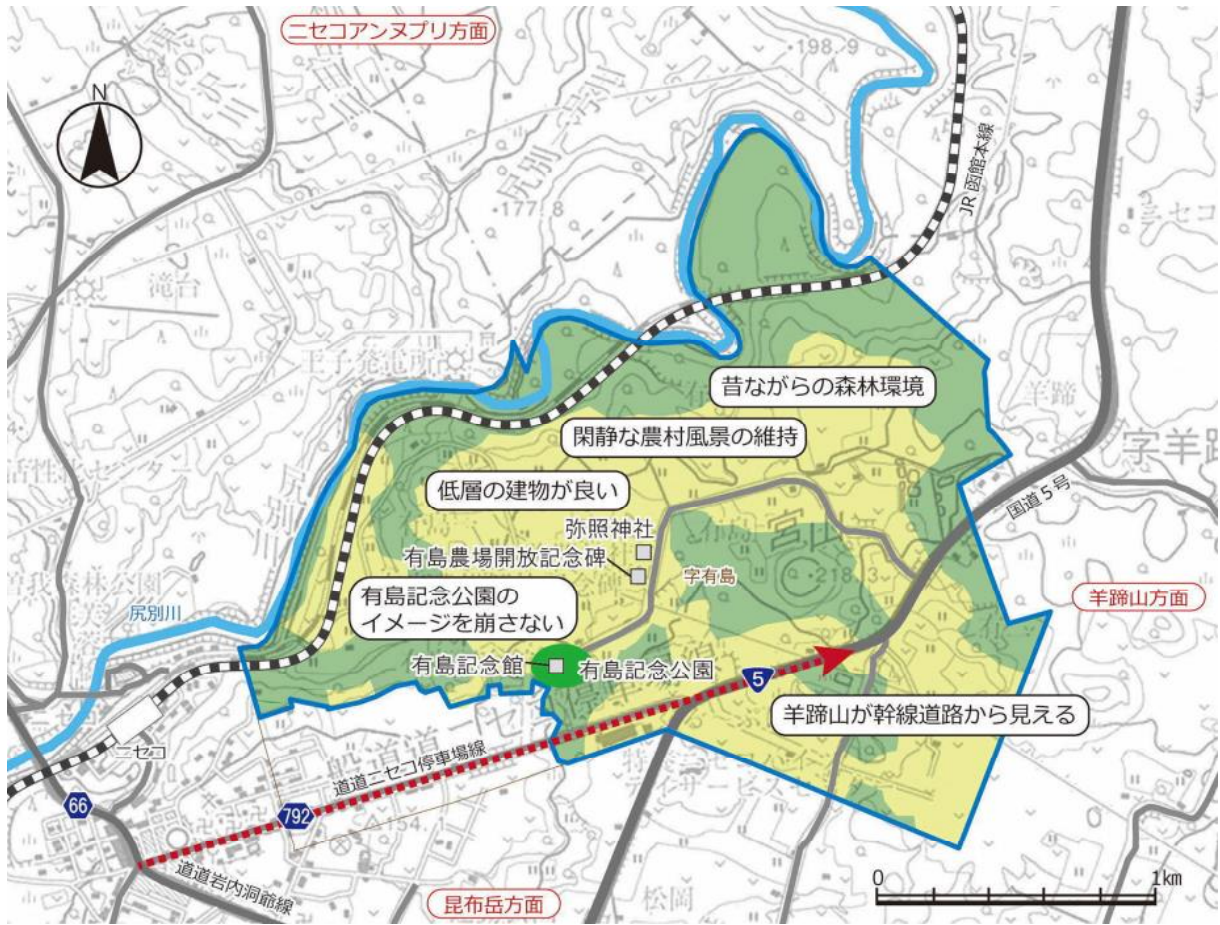 ニセコアンヌプリ方面
N
198.9
尻別川
JR函館本線
177.8
ニセコ
滝台
王子発電所
羊蹄
昔ながらの森林環境
閑静な農村風景の維持
国道5号
低層の建物が良い
弥照神社
宮山
有島農場開放記念碑
218.3
字有島
有島記念公園の
イメージを崩さない
羊蹄山方面
尻別川
有島記念館
有島記念公園
5
羊蹄山が幹線道路から見える
ニセコ
道道ニセコ停車場線
66
792
道道岩内洞爺線
昆布岳方面
松岡
0
1km